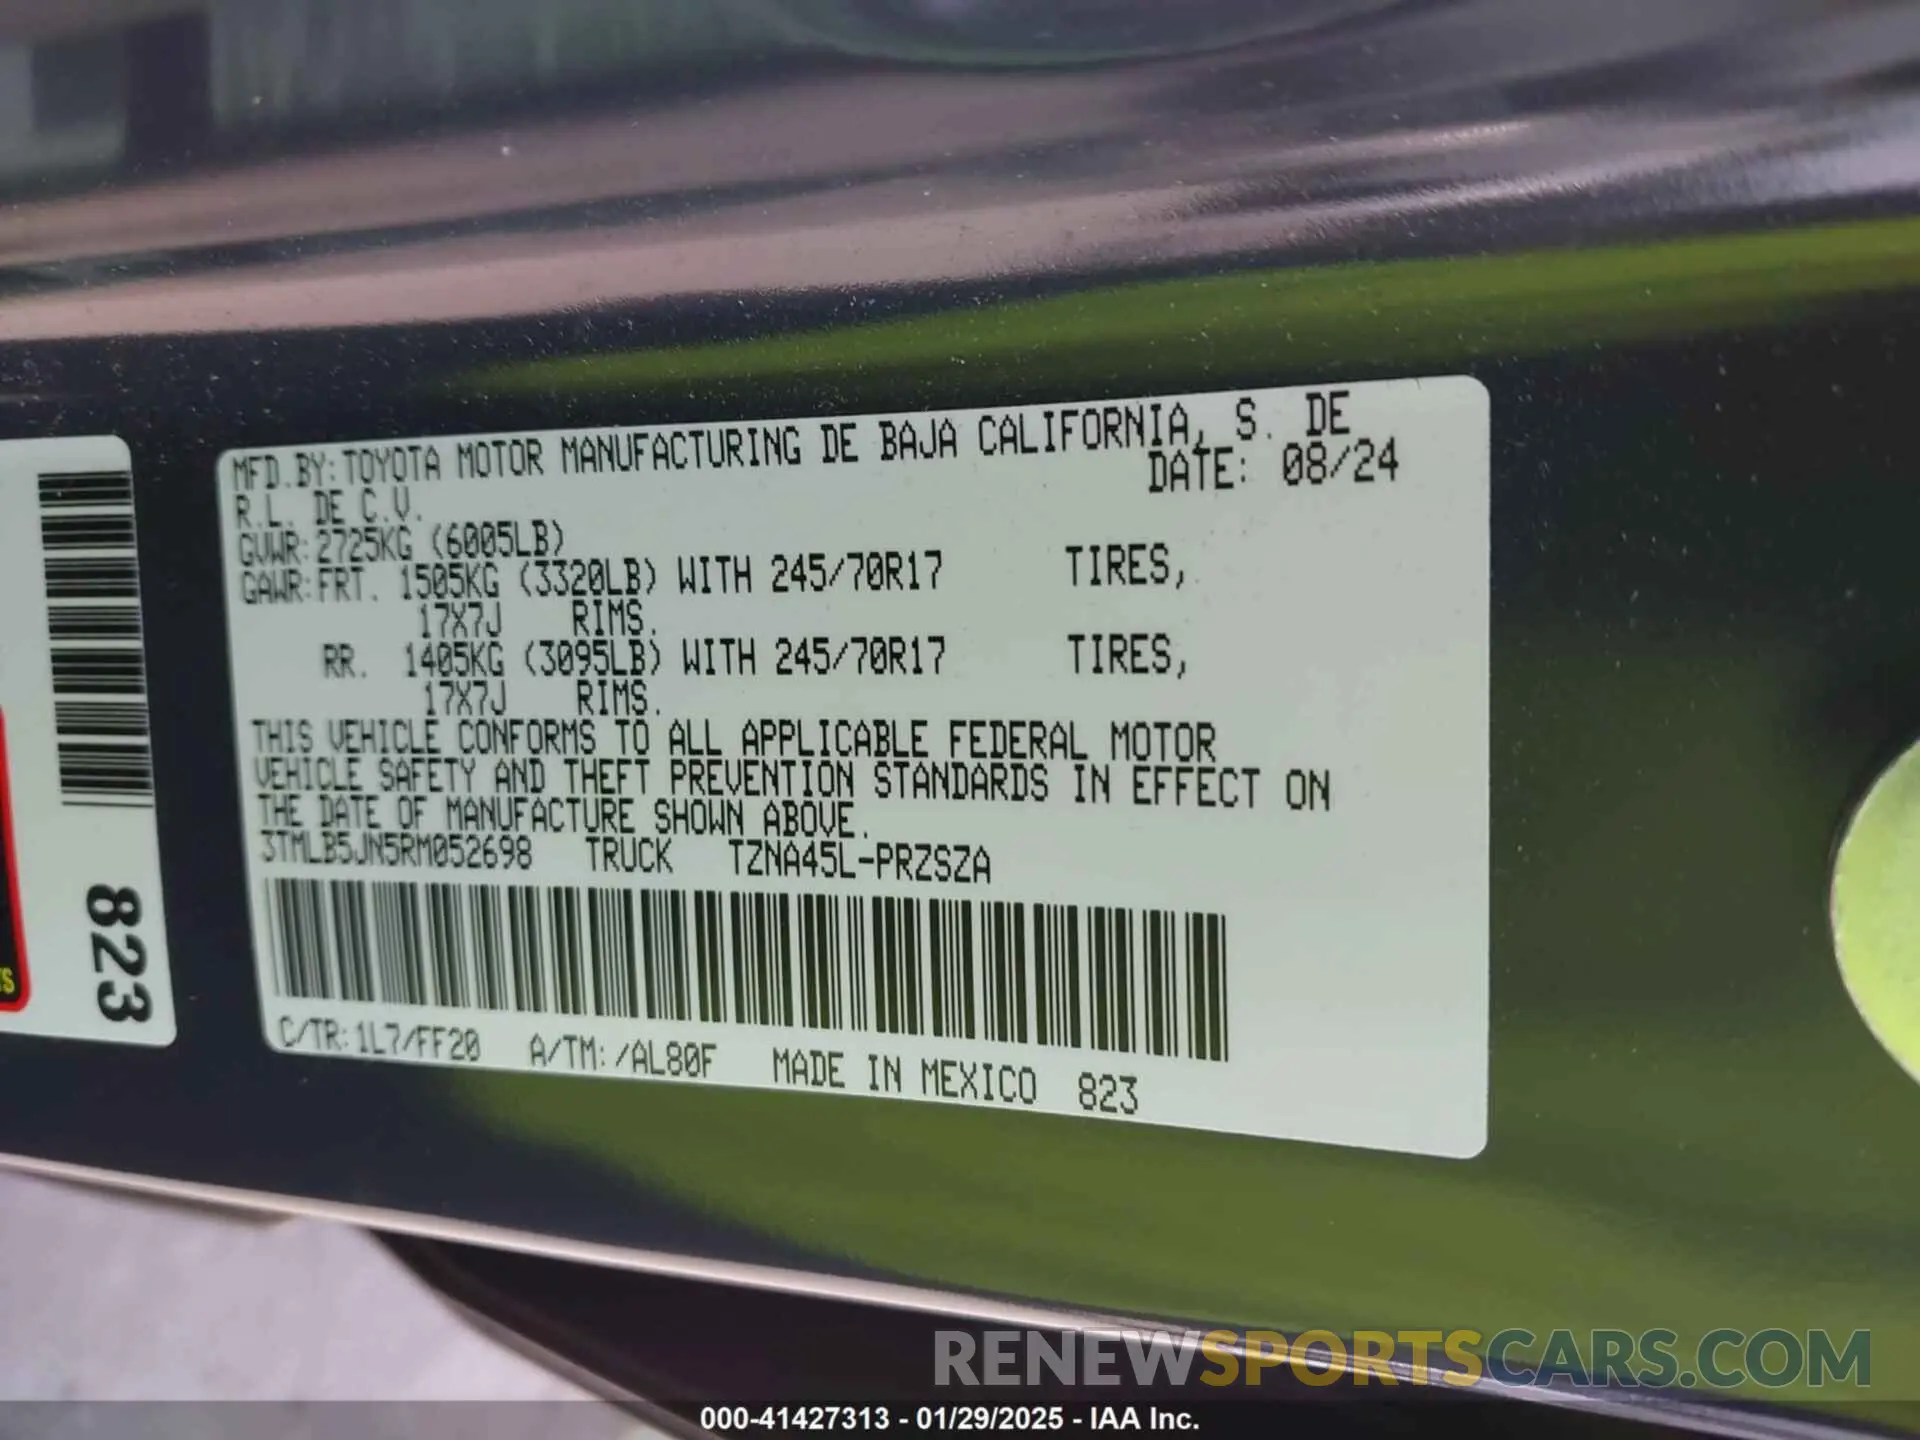 MFD.BY:TOYOTA MOTOR MANUFACTURING DE BAJA CALIFORNIA, S. DE
R.L. DE C.V. DATE: 08/24
GVWR:2725KG (6005LB)
GAWR:FRT. 1505KG (3320LB) WITH 245/70R17 TIRES,
17X7J RIMS.
RR. 1405KG (3095LB) WITH 245/70R17 TIRES,
17X7J RIMS.
THIS VEHICLE CONFORMS TO ALL APPLICABLE FEDERAL MOTOR
VEHICLE SAFETY AND THEFT PREVENTION STANDARDS IN EFFECT ON
THE DATE OF MANUFACTURE SHOWN ABOVE.
3TMLB5JN5RM052698 TRUCK TZNA45L-PRZSZA
C/TR:1L7/FF20 A/TM:/AL80F MADE IN MEXICO 823
823
RENEWSPORTSCARS.COM
000-41427313 - 01/29/2025 - IAA Inc.